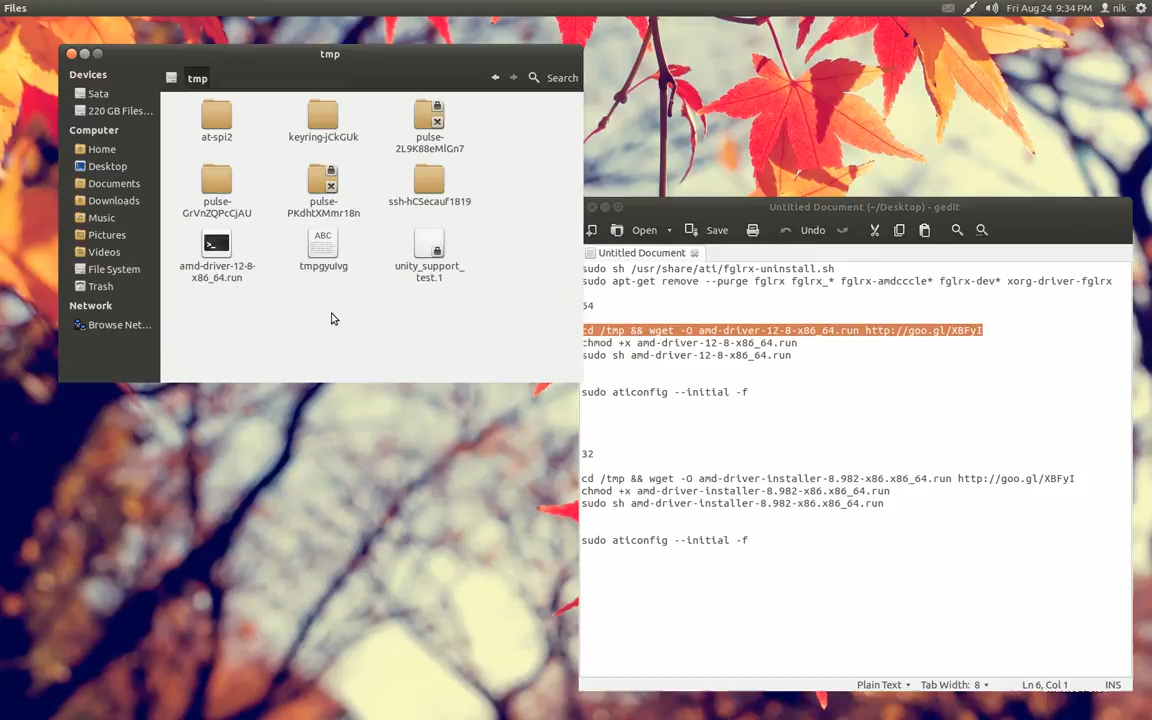 Files
Fri Aug 24 9:34 PM
nik
tmp
Devices
Sata
220 GB Files...
Computer
Home
Desktop
Documents
Downloads
Music
Pictures
Videos
File System
Trash
Network
Browse Net...
tmp
Search
at-spi2
keyring-jCkGUk
pulse-
2L9K88eMlGn7
pulse-
GrVnZQPcCjAU
pulse-
PKdhtXMmr18n
ssh-hCSecauf1819
amd-driver-12-8-
x86_64.run
ABC
tmpgyuIvg
unity_support_
test.1
Untitled Document (~/Desktop) - gedit
Open
Save
Undo
Untitled Document
sudo sh /usr/share/ati/fglrx-uninstall.sh
sudo apt-get remove --purge fglrx fglrx_* fglrx-amdcccle* fglrx-dev* xorg-driver-fglrx
64
cd /tmp && wget -O amd-driver-12-8-x86_64.run http://goo.gl/XBFyI
chmod +x amd-driver-12-8-x86_64.run
sudo sh amd-driver-12-8-x86_64.run
sudo aticonfig --initial -f
32
cd /tmp && wget -O amd-driver-installer-8.982-x86.x86_64.run http://goo.gl/XBFyI
chmod +x amd-driver-installer-8.982-x86.x86_64.run
sudo sh amd-driver-installer-8.982-x86.x86_64.run
sudo aticonfig --initial -f
Plain Text
Tab Width: 8
Ln 6, Col 1
INS